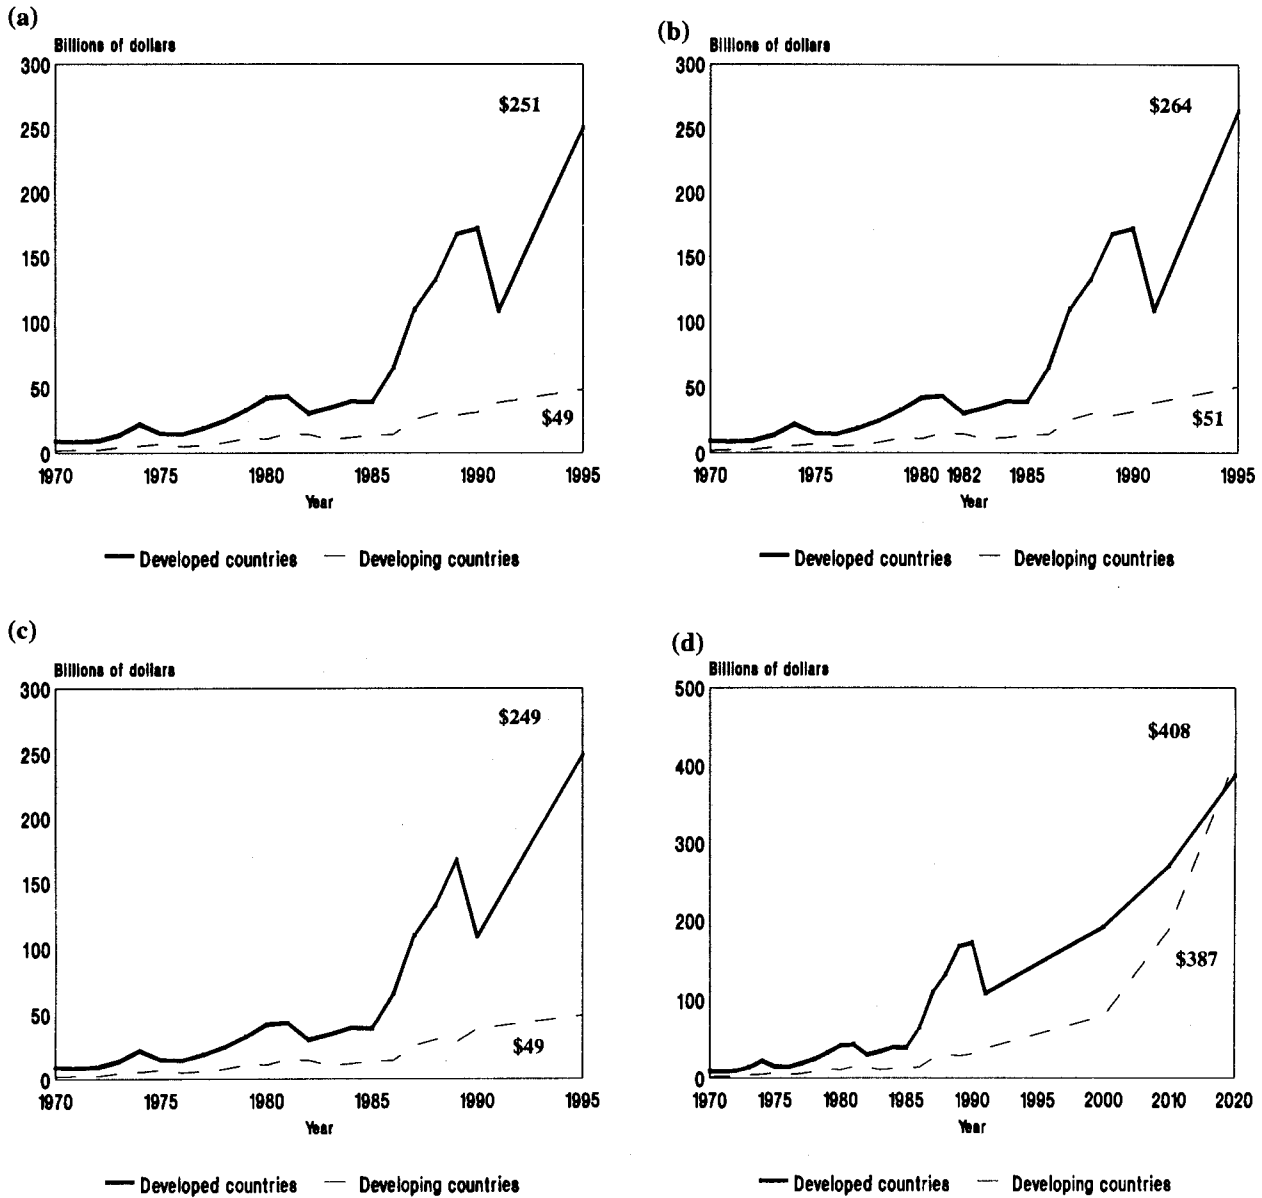 (a)
Billions of dollars
300
250
200
150
100
50
0
$251
$49
1970 1975 1980 1985 1990 1995
Year
Developed countries Developing countries
(b)
Billions of dollars
300
250
200
150
100
50
0
$264
$51
1970 1975 1980 1982 1985 1990 1995
Year
Developed countries Developing countries
(c)
Billions of dollars
300
250
200
150
100
50
0
$249
$49
1970 1975 1980 1985 1990 1995
Year
Developed countries Developing countries
(d)
Billions of dollars
500
400
300
200
100
0
$408
$387
1970 1975 1980 1985 1990 1995 2000 2010 2020
Year
Developed countries Developing countries